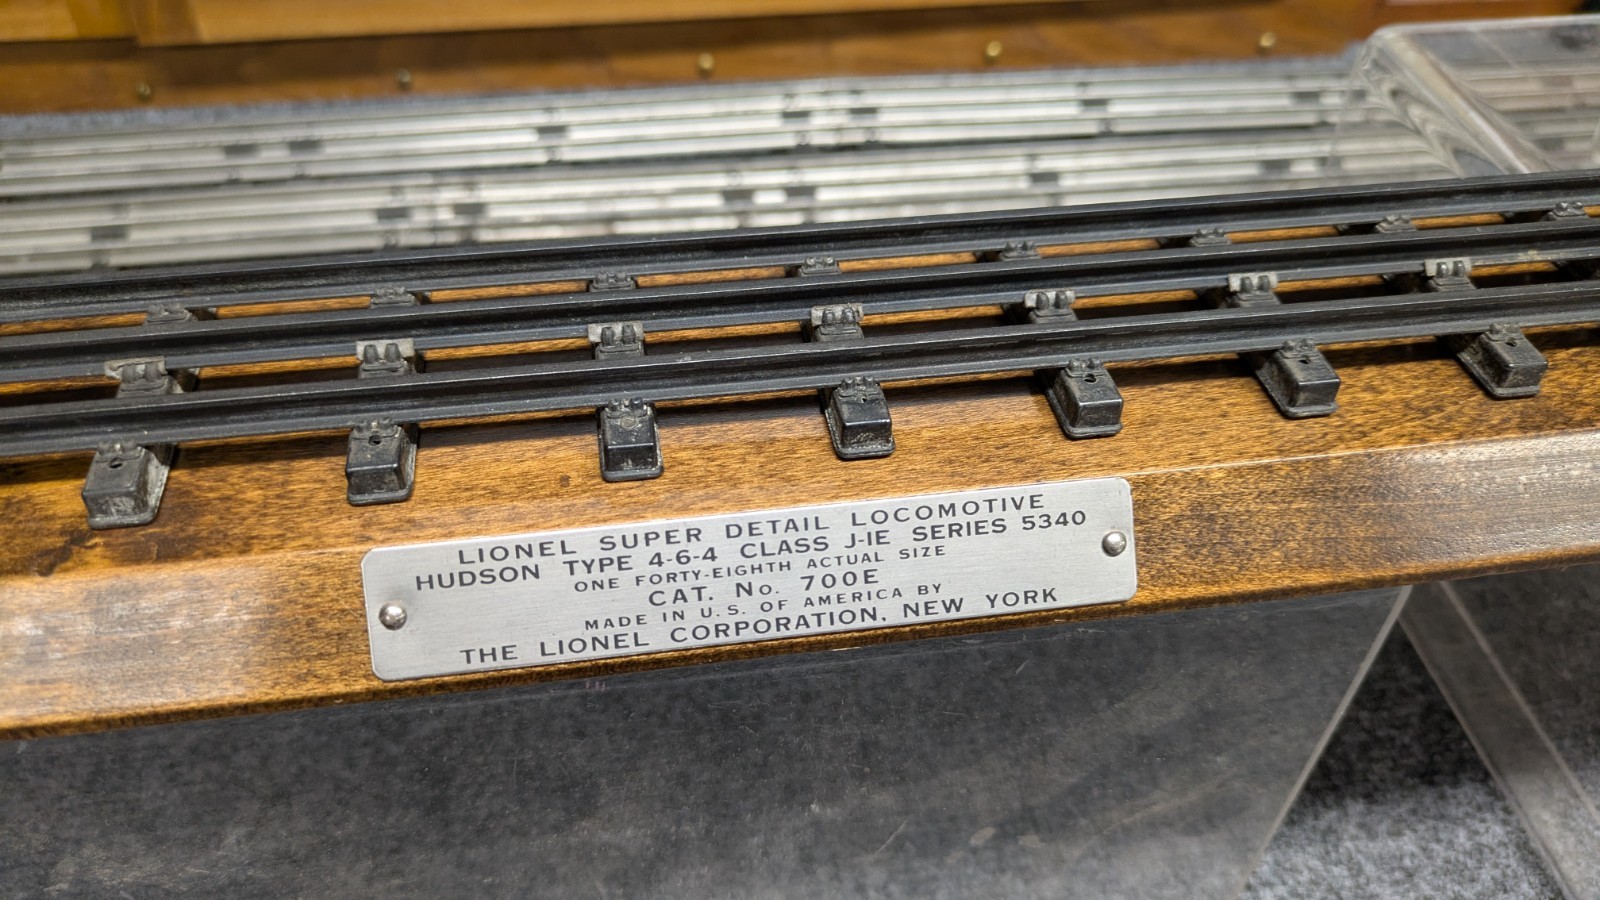 LIONEL SUPER DETAIL LOCOMOTIVE
HUDSON TYPE 4-6-4 CLASS J-IE SERIES 5340
ONE FORTY-EIGHTH ACTUAL SIZE
CAT. No. 700E
MADE IN U.S. OF AMERICA BY
THE LIONEL CORPORATION, NEW YORK